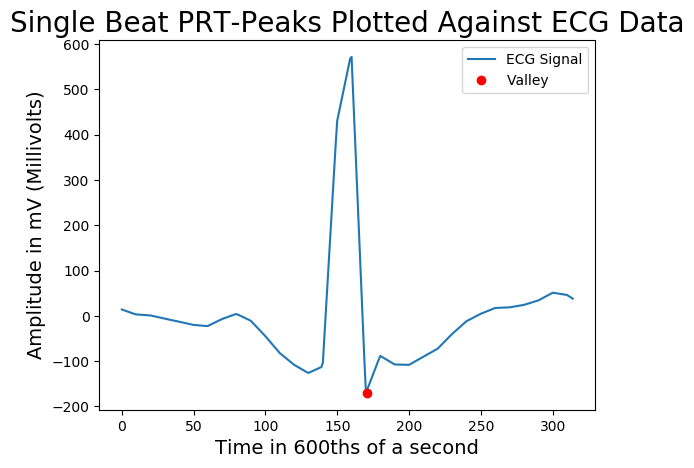 Single Beat PRT-Peaks Plotted Against ECG Data
ECG Signal
Valley
Amplitude in mV (Millivolts)
600
500
400
300
200
100
0
−100
−200
0 50 100 150 200 250 300
Time in 600ths of a second